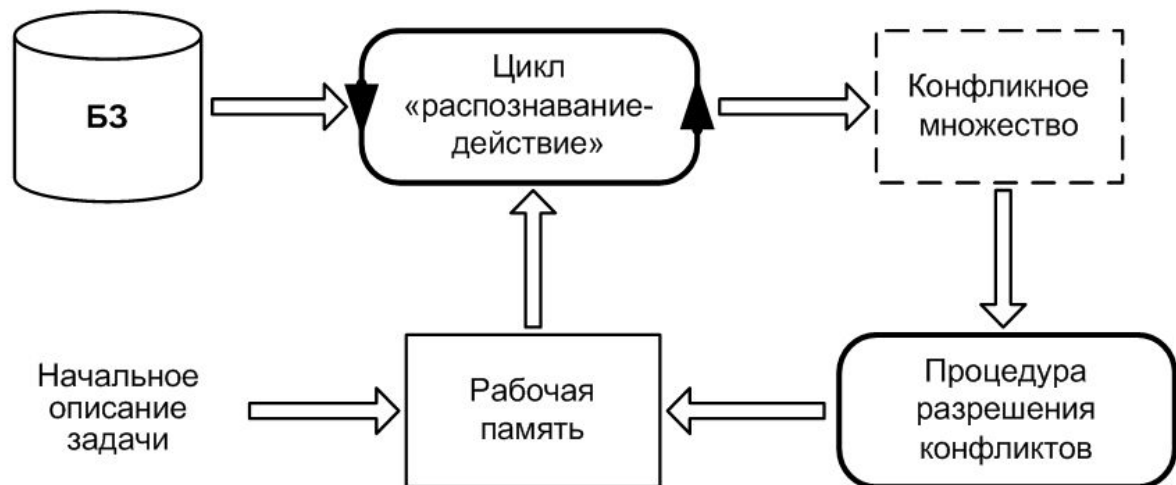 БЗ
Цикл
«распознавание-
действие»
Конфликное
множество
Начальное
описание
задачи
Рабочая
память
Процедура
разрешения
конфликтов